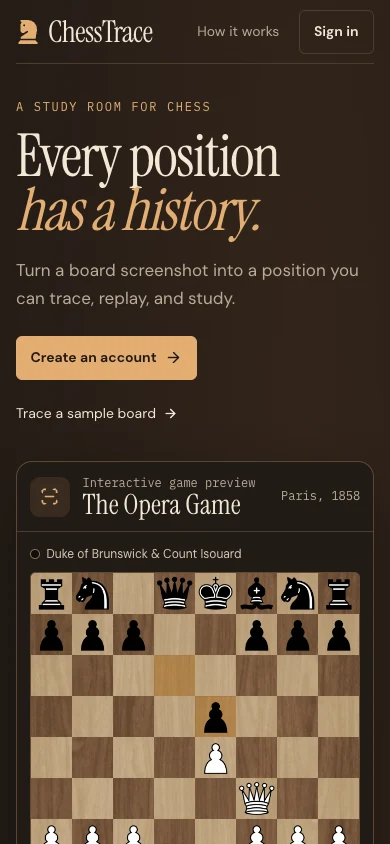 ChessTrace
How it works
Sign in
A STUDY ROOM FOR CHESS
Every position
has a history.
Turn a board screenshot into a position you
can trace, replay, and study.
Create an account →
Trace a sample board →
Interactive game preview
The Opera Game
Paris, 1858
Duke of Brunswick & Count Isouard